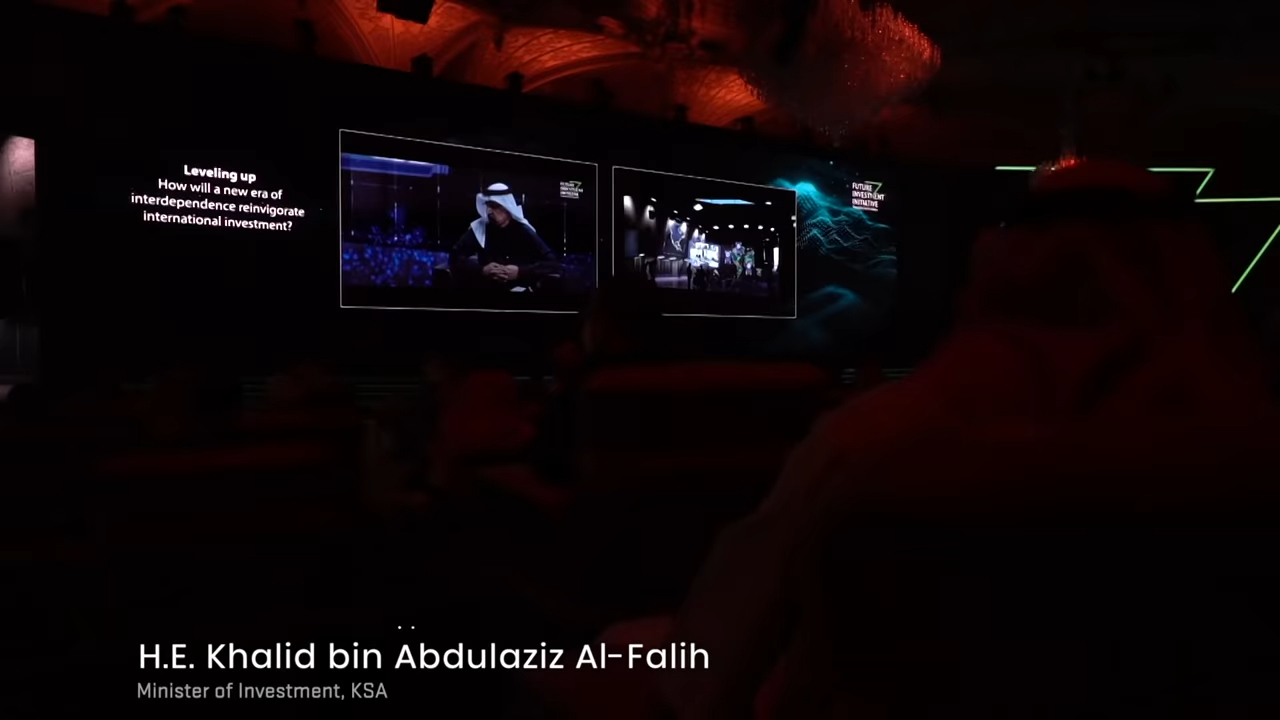 Leveling up
How will a new era of
interdependence reinvigorate
international investment?
FUTURE
INVESTMENT
INITIATIVE
H.E. Khalid bin Abdulaziz Al-Falih
Minister of Investment, KSA